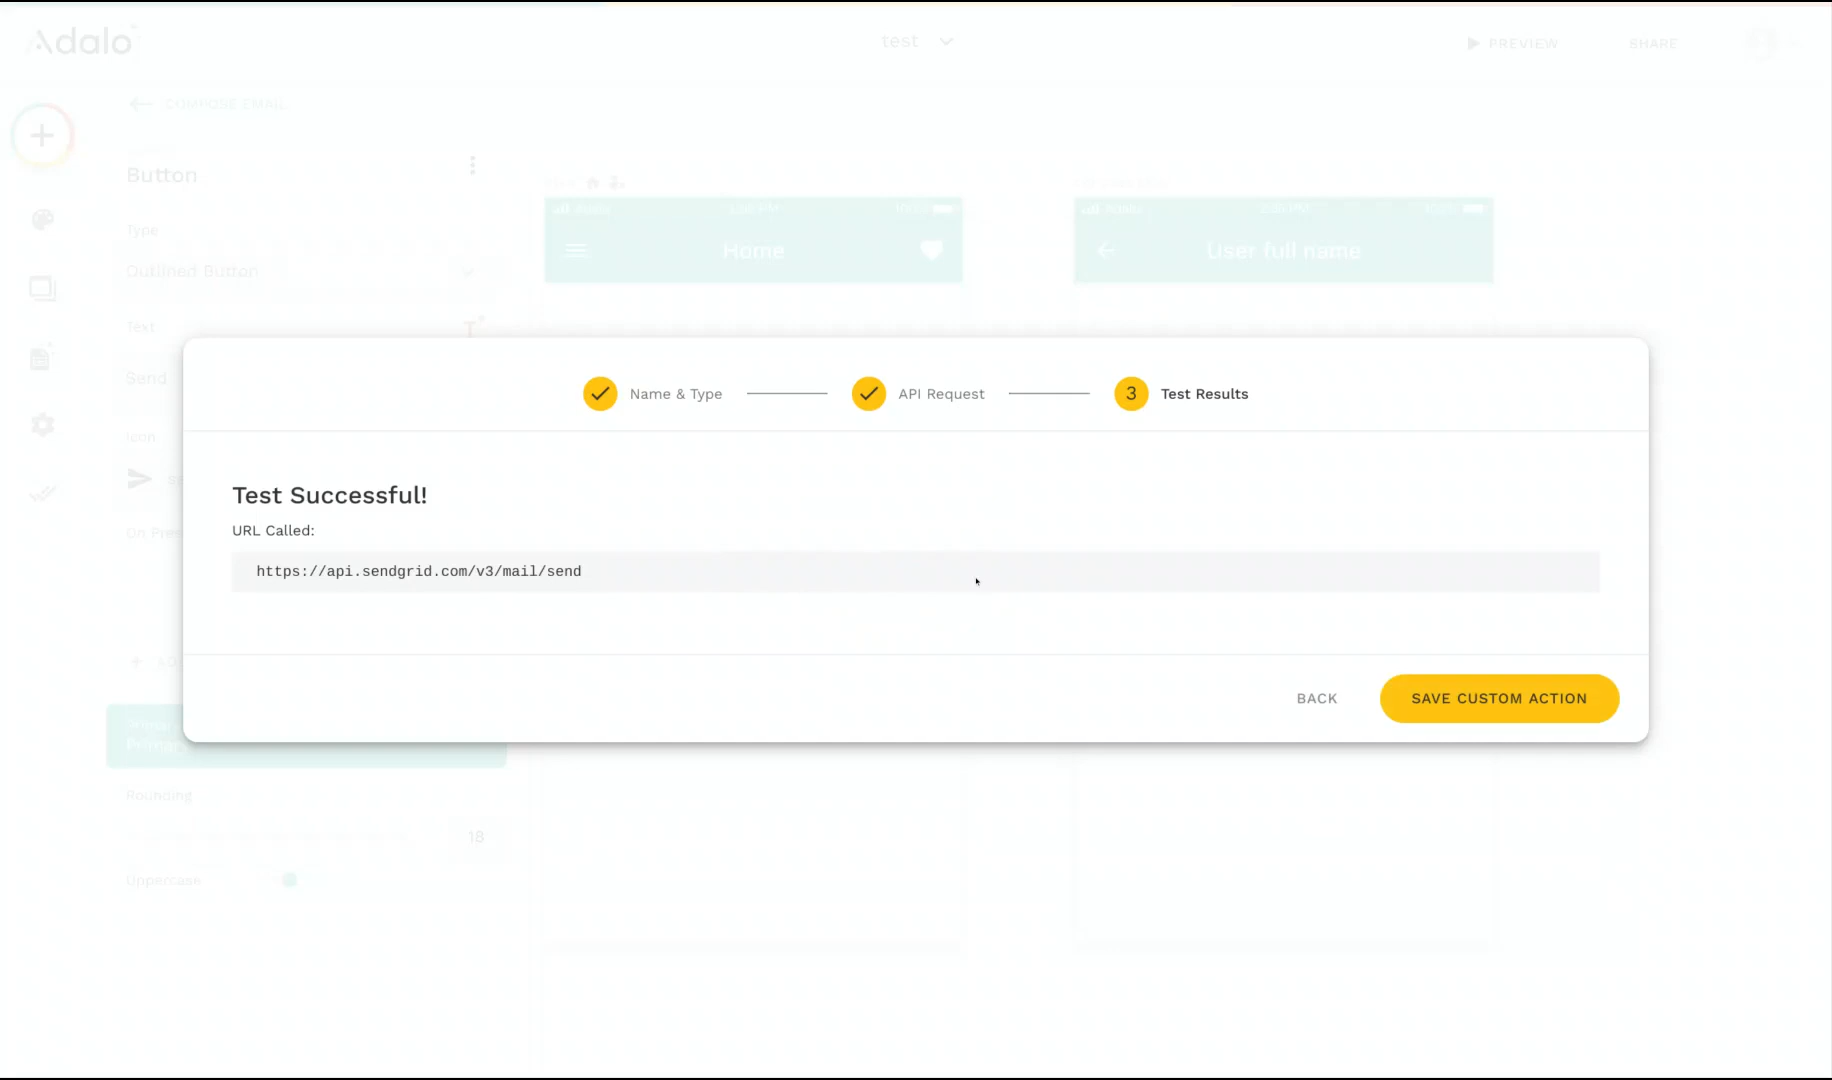 Adalo
test
PREVIEW
SHARE
COMPOSE EMAIL
Button
Type
Outlined Button
Text
Send
Icon
On Pres
Rounding
18
Uppercase
Home
User full name
Name & Type
API Request
3 Test Results
Test Successful!
URL Called:
https://api.sendgrid.com/v3/mail/send
BACK
SAVE CUSTOM ACTION